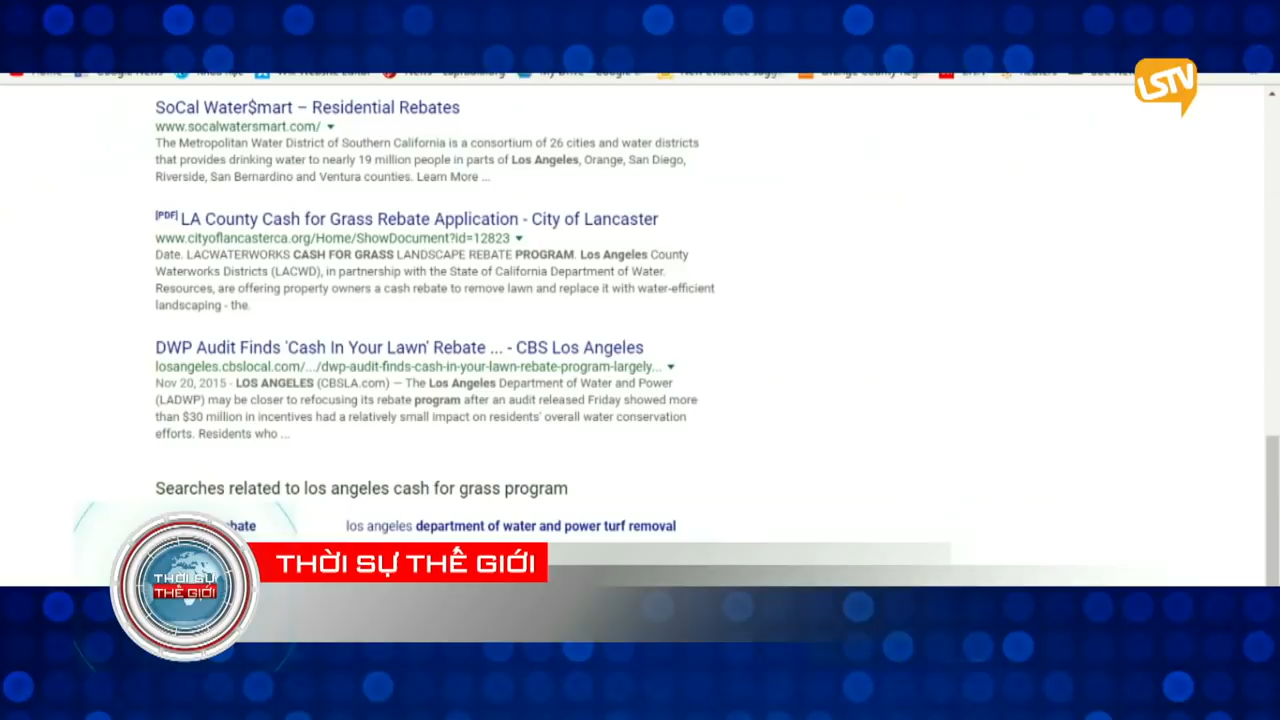 LSTV
SoCal Water$mart – Residential Rebates
www.socalwatersmart.com/
The Metropolitan Water District of Southern California is a consortium of 26 cities and water districts
that provides drinking water to nearly 19 million people in parts of Los Angeles, Orange, San Diego,
Riverside, San Bernardino and Ventura counties. Learn More ...
[PDF] LA County Cash for Grass Rebate Application - City of Lancaster
www.cityoflancasterca.org/Home/ShowDocument?id=12823
Date. LACWATERWORKS CASH FOR GRASS LANDSCAPE REBATE PROGRAM. Los Angeles County
Waterworks Districts (LACWD), in partnership with the State of California Department of Water.
Resources, are offering property owners a cash rebate to remove lawn and replace it with water-efficient
landscaping - the.
DWP Audit Finds 'Cash In Your Lawn' Rebate ... - CBS Los Angeles
losangeles.cbslocal.com/.../dwp-audit-finds-cash-in-your-lawn-rebate-program-largely...
Nov 20, 2015 - LOS ANGELES (CBSLA.com) — The Los Angeles Department of Water and Power
(LADWP) may be closer to refocusing its rebate program after an audit released Friday showed more
than $30 million in incentives had a relatively small impact on residents' overall water conservation
efforts. Residents who ...
Searches related to los angeles cash for grass program
los angeles department of water and power turf removal
THỜI SỰ THẾ GIỚI
THỜI SỰ
THẾ GIỚI